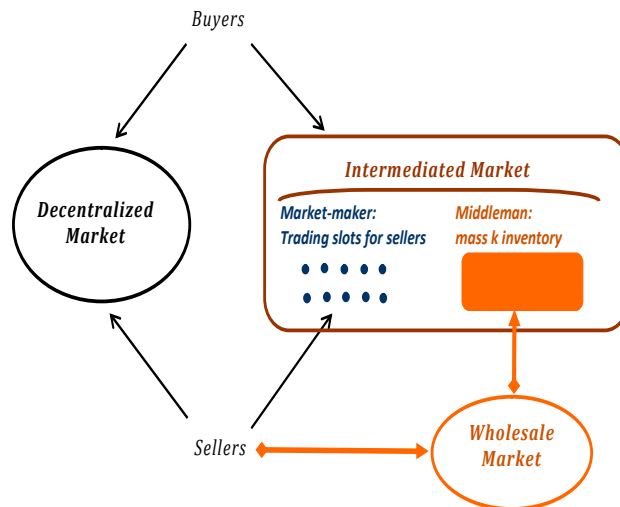 Buyers
Decentralized
Market
Intermediated Market
Market-maker:
Trading slots for sellers
Middleman:
mass k inventory
Sellers
Wholesale
Market